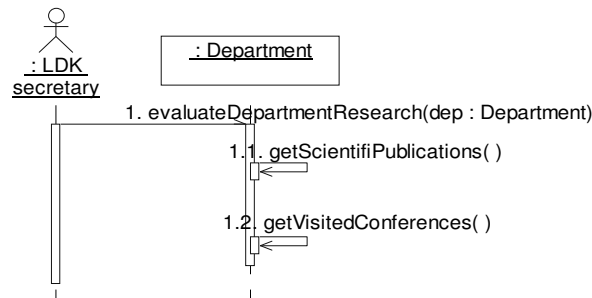 : LDK
secretary
: Department
1. evaluateDepartmentResearch(dep : Department)
1.1. getScientifiPublications( )
1.2. getVisitedConferences( )